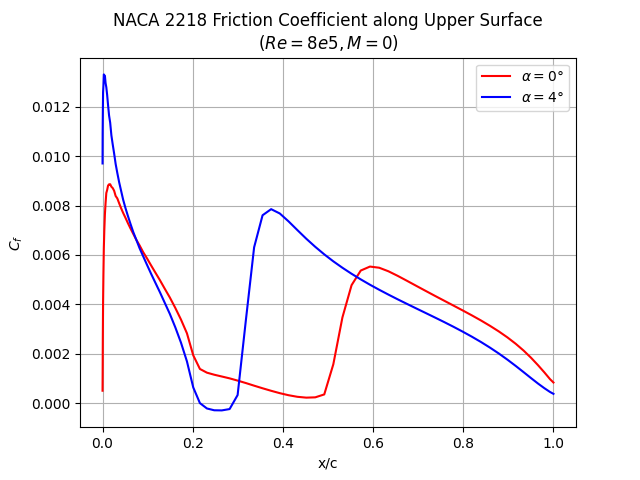 NACA 2218 Friction Coefficient along Upper Surface
(Re = 8e5, M = 0)
α = 0°
α = 4°
0.012
0.010
0.008
0.006
0.004
0.002
0.000
C_f
0.0 0.2 0.4 0.6 0.8 1.0
x/c